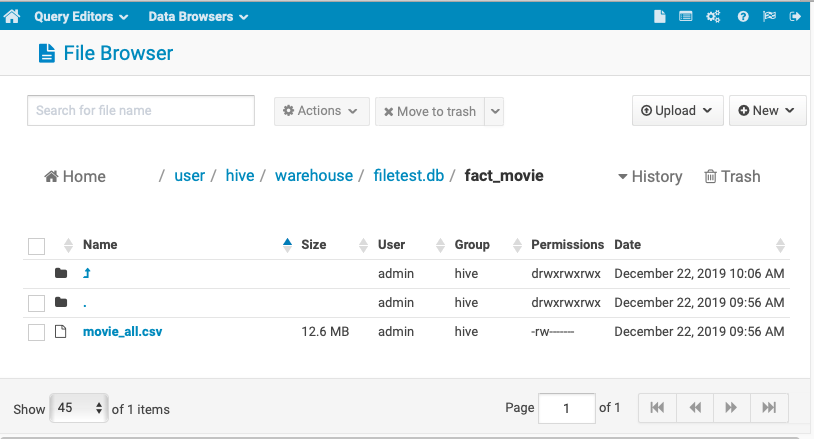 Query Editors Data Browsers
File Browser
Search for file name Actions Move to trash Upload New
Home / user / hive / warehouse / filetest.db / fact_movie History Trash
Name Size User Group Permissions Date
admin hive drwxrwxrwx December 22, 2019 10:06 AM
. admin hive drwxrwxrwx December 22, 2019 09:56 AM
movie_all.csv 12.6 MB admin hive -rw------- December 22, 2019 09:56 AM
Show 45 of 1 items Page 1 of 1